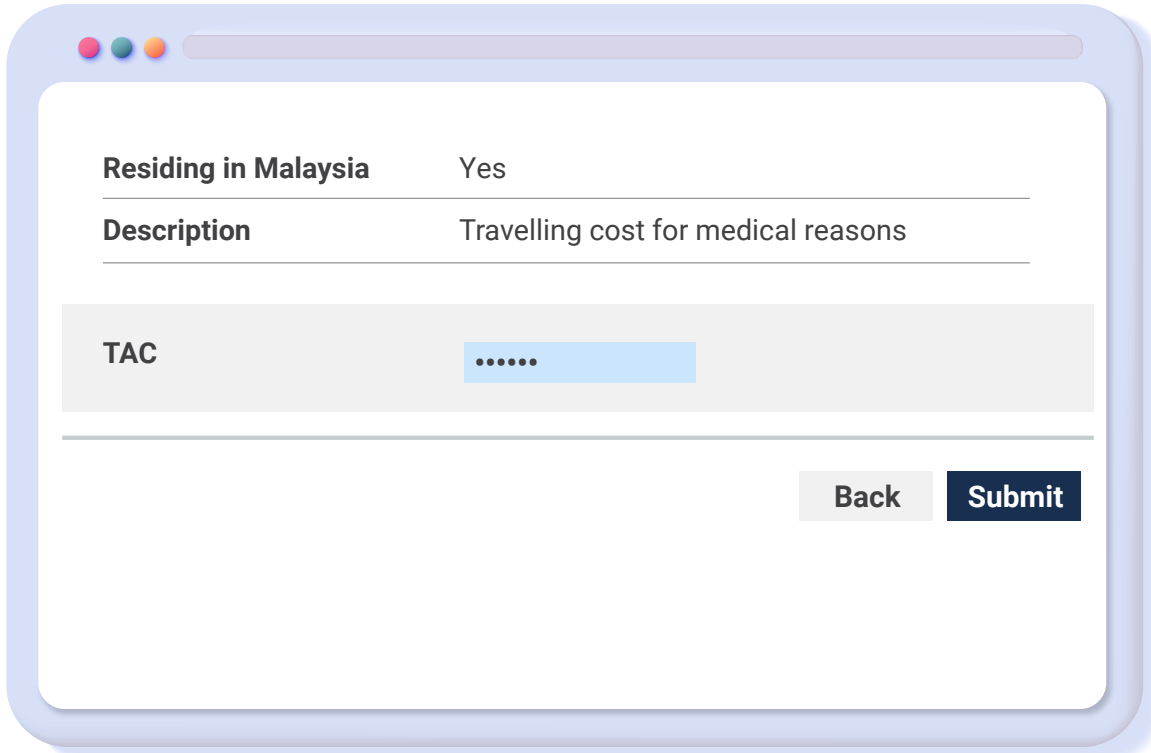 Residing in Malaysia Yes
Description Travelling cost for medical reasons
TAC ••••••
Back Submit